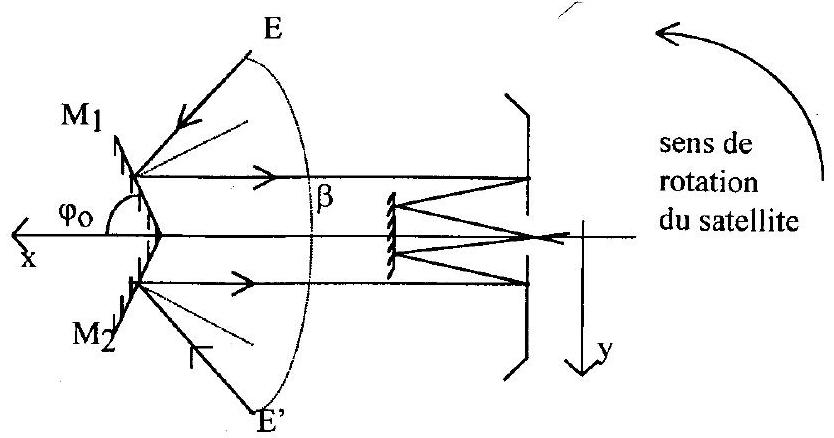 E
M1
β
sens de
rotation
du satellite
φo
x
M2
y
E'